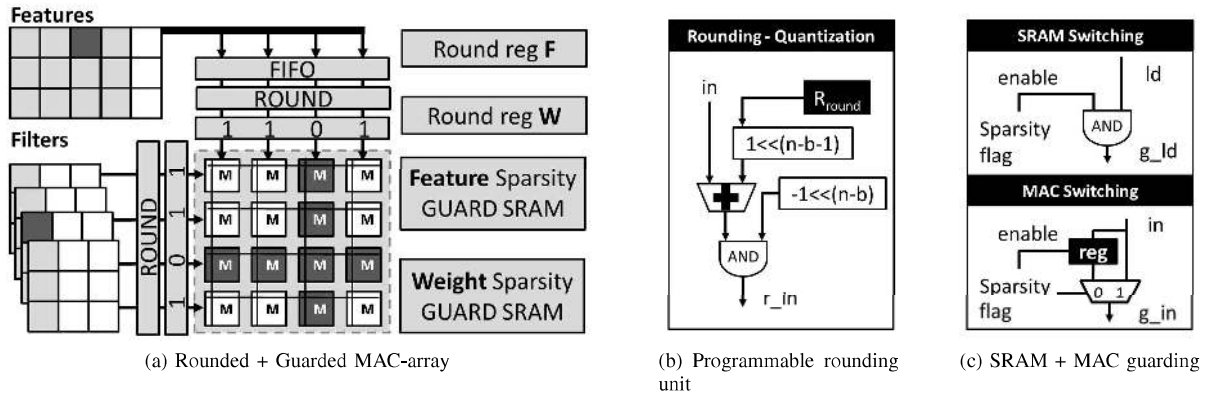 Features
FIFO
ROUND
1 1 0 1
Filters
ROUND
1
1
0
1
M M M M
M M M M
M M M M
M M M M
Round reg F
Round reg W
Feature Sparsity
GUARD SRAM
Weight Sparsity
GUARD SRAM
(a) Rounded + Guarded MAC-array
Rounding - Quantization
in
Rround
1<<(n-b-1)
-1<<(n-b)
AND
r_in
(b) Programmable rounding
unit
SRAM Switching
enable
ld
Sparsity
flag
AND
g_ld
MAC Switching
enable
in
reg
Sparsity
flag
0 1
g_in
(c) SRAM + MAC guarding